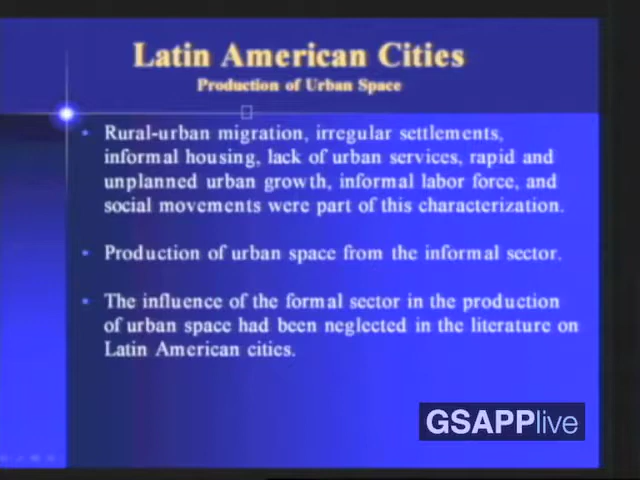 Latin American Cities
Production of Urban Space
• Rural-urban migration, irregular settlements,
informal housing, lack of urban services, rapid and
unplanned urban growth, informal labor force, and
social movements were part of this characterization.
• Production of urban space from the informal sector.
• The influence of the formal sector in the production
of urban space had been neglected in the literature on
Latin American cities.
GSAPPlive